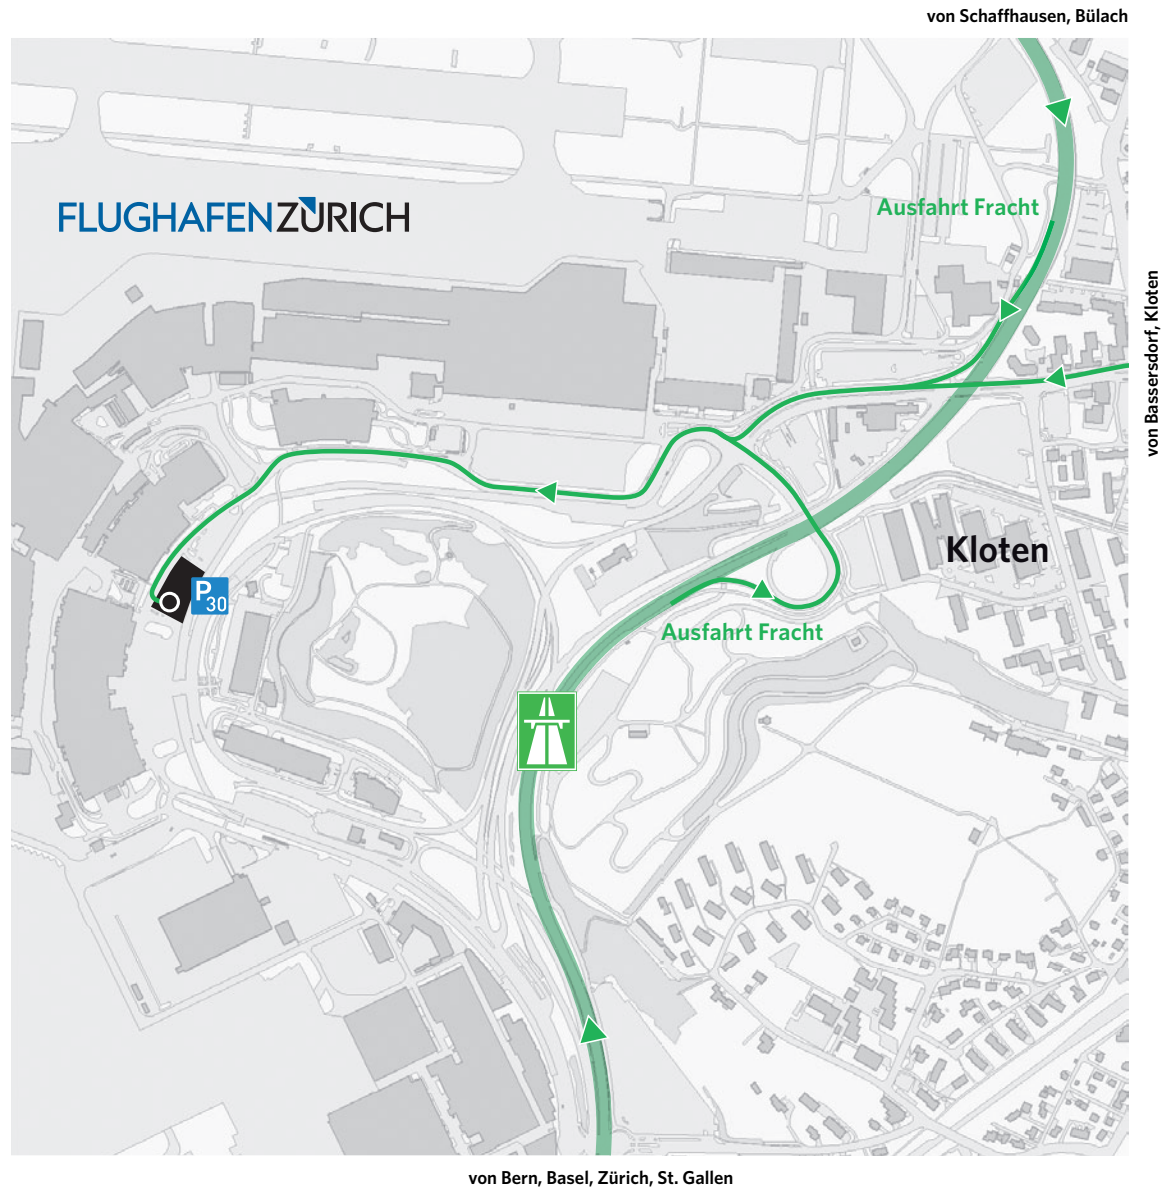 von Schaffhausen, Bülach
FLUGHAFENZÜRICH
Ausfahrt Fracht
von Bassersdorf, Kloten
Kloten
P30
Ausfahrt Fracht
von Bern, Basel, Zürich, St. Gallen